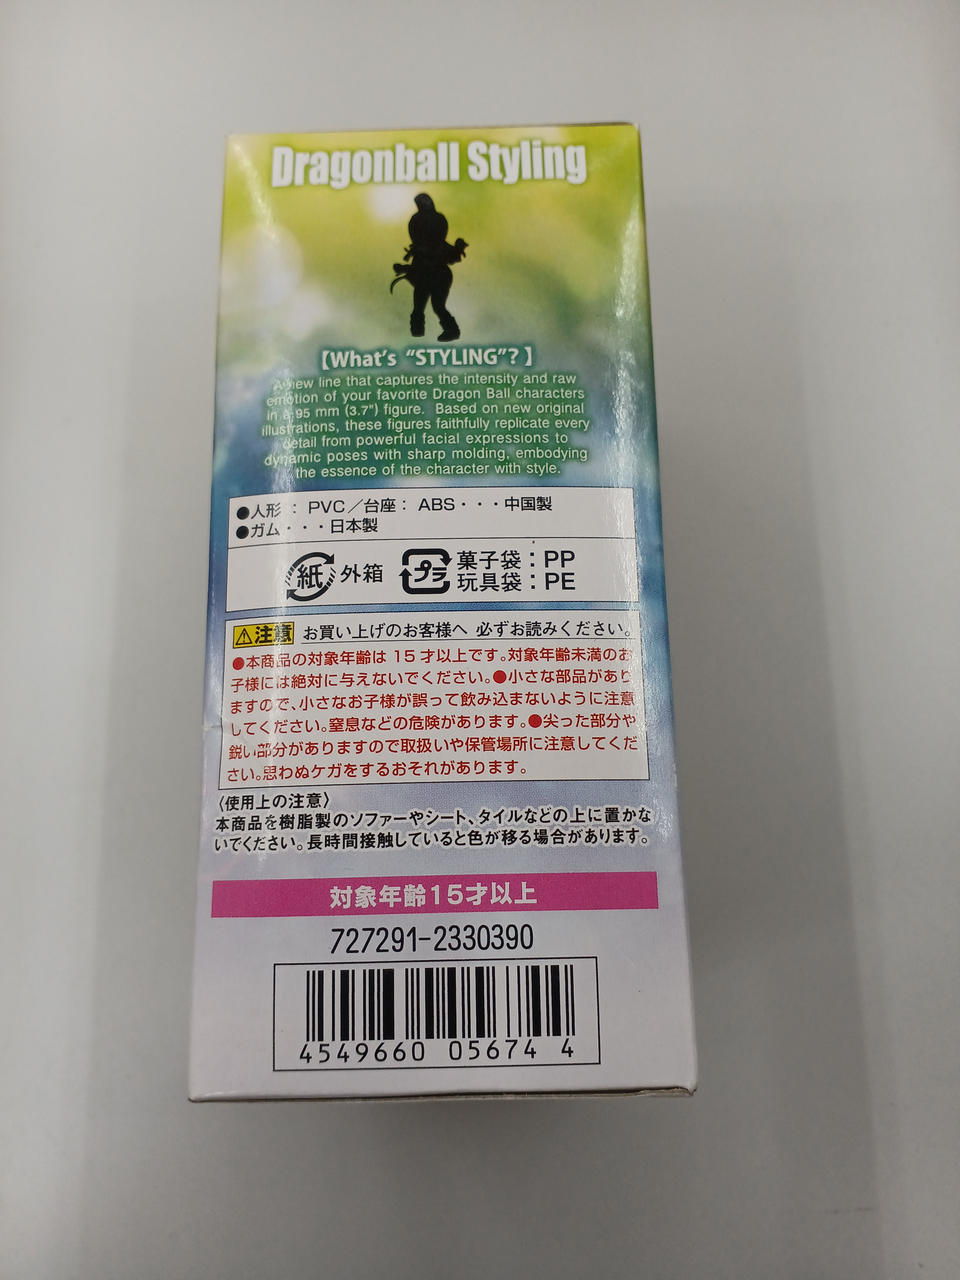 Dragonball Styling
【What's “STYLING”?】
A new line that captures the intensity and raw
emotion of your favorite Dragon Ball characters
in a 95 mm (3.7") figure. Based on new original
illustrations, these figures faithfully replicate every
detail from powerful facial expressions to
dynamic poses with sharp molding, embodying
the essence of the character with style.
●人形：PVC／台座：ABS・・・中国製
●ガム・・・日本製
紙 外箱 プラ 菓子袋：PP
玩具袋：PE
⚠注意 お買い上げのお客様へ 必ずお読みください。
●本商品の対象年齢は15才以上です。対象年齢未満のお
子様には絶対に与えないでください。●小さな部品があり
ますので、小さなお子様が誤って飲み込まないように注意
してください。窒息などの危険があります。●尖った部分や
鋭い部分がありますので取扱いや保管場所に注意してくだ
さい。思わぬケガをするおそれがあります。
〈使用上の注意〉
本商品を樹脂製のソファーやシート、タイルなどの上に置かな
いでください。長時間接触していると色が移る場合があります。
対象年齢15才以上
727291-2330390
4549660 05674 4